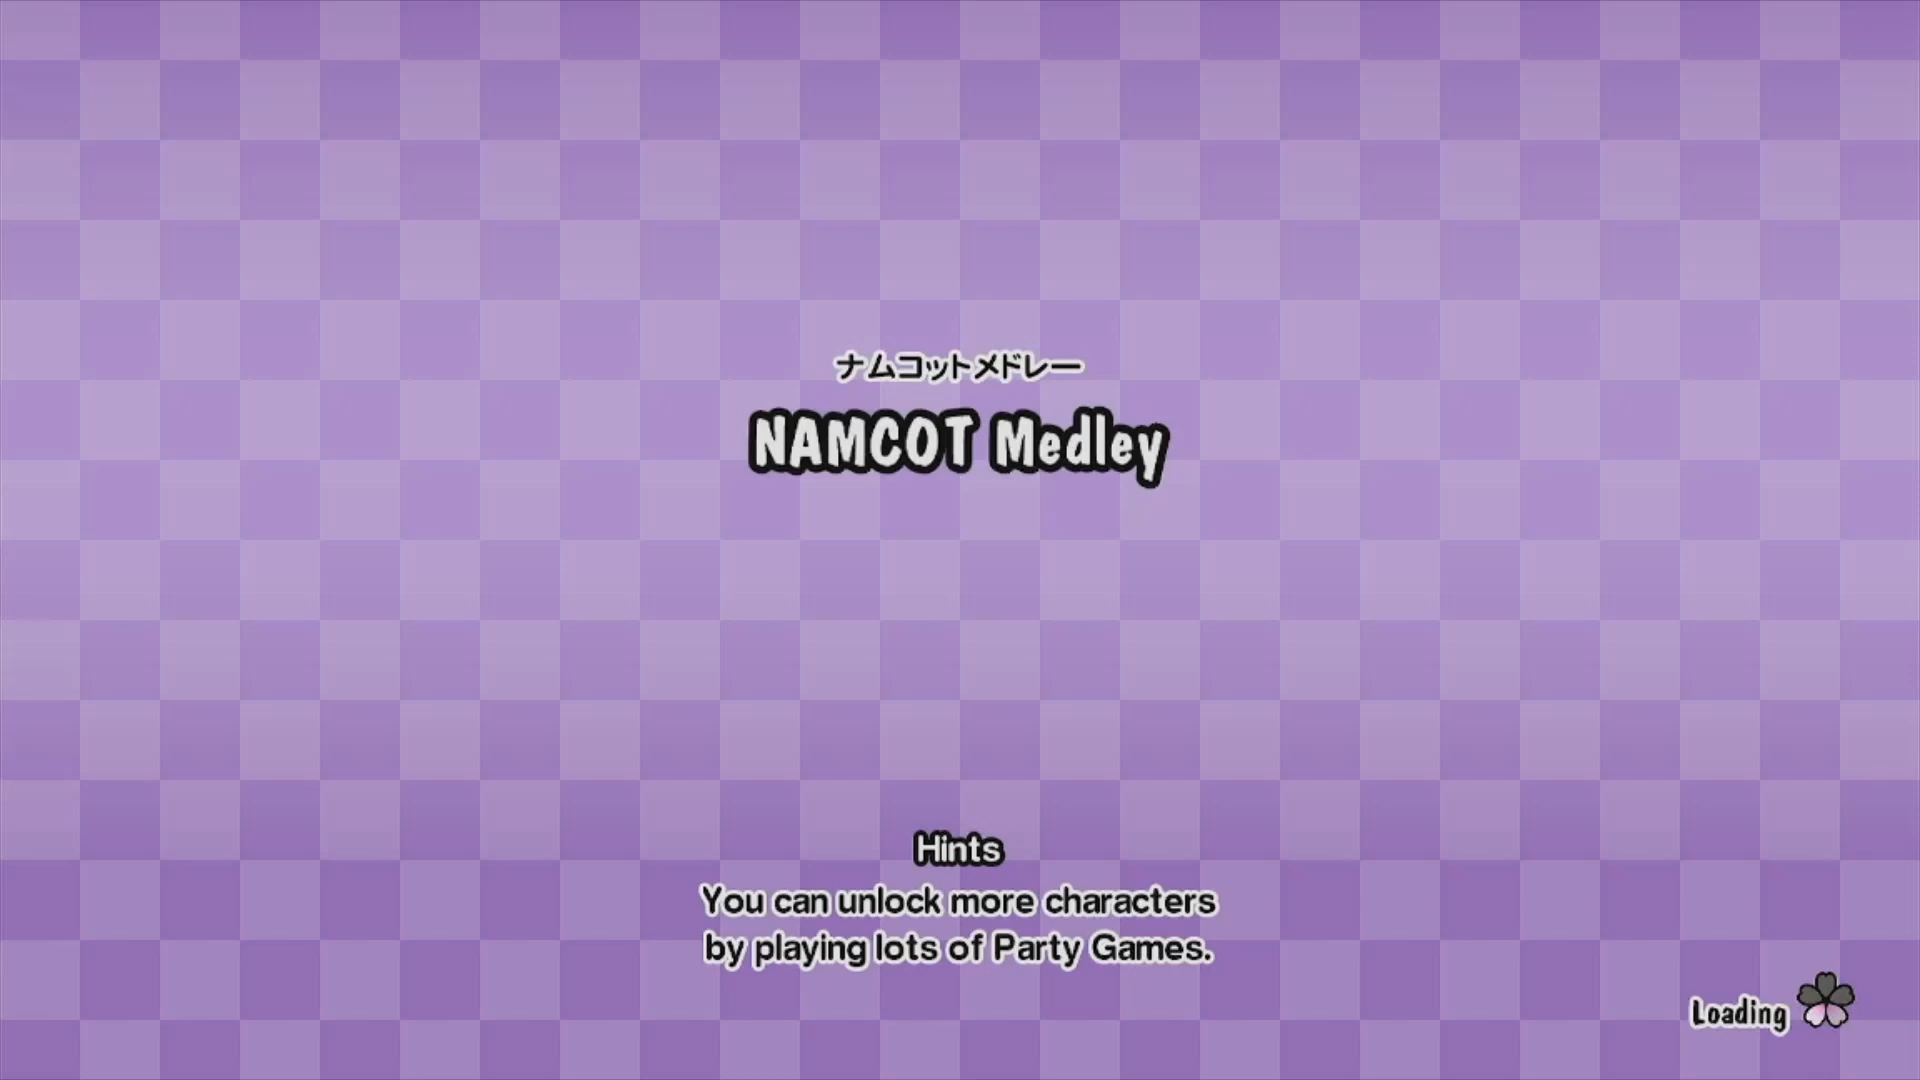 ナムコットメドレー
NAMCOT Medley
Hints
You can unlock more characters
by playing lots of Party Games.
Loading